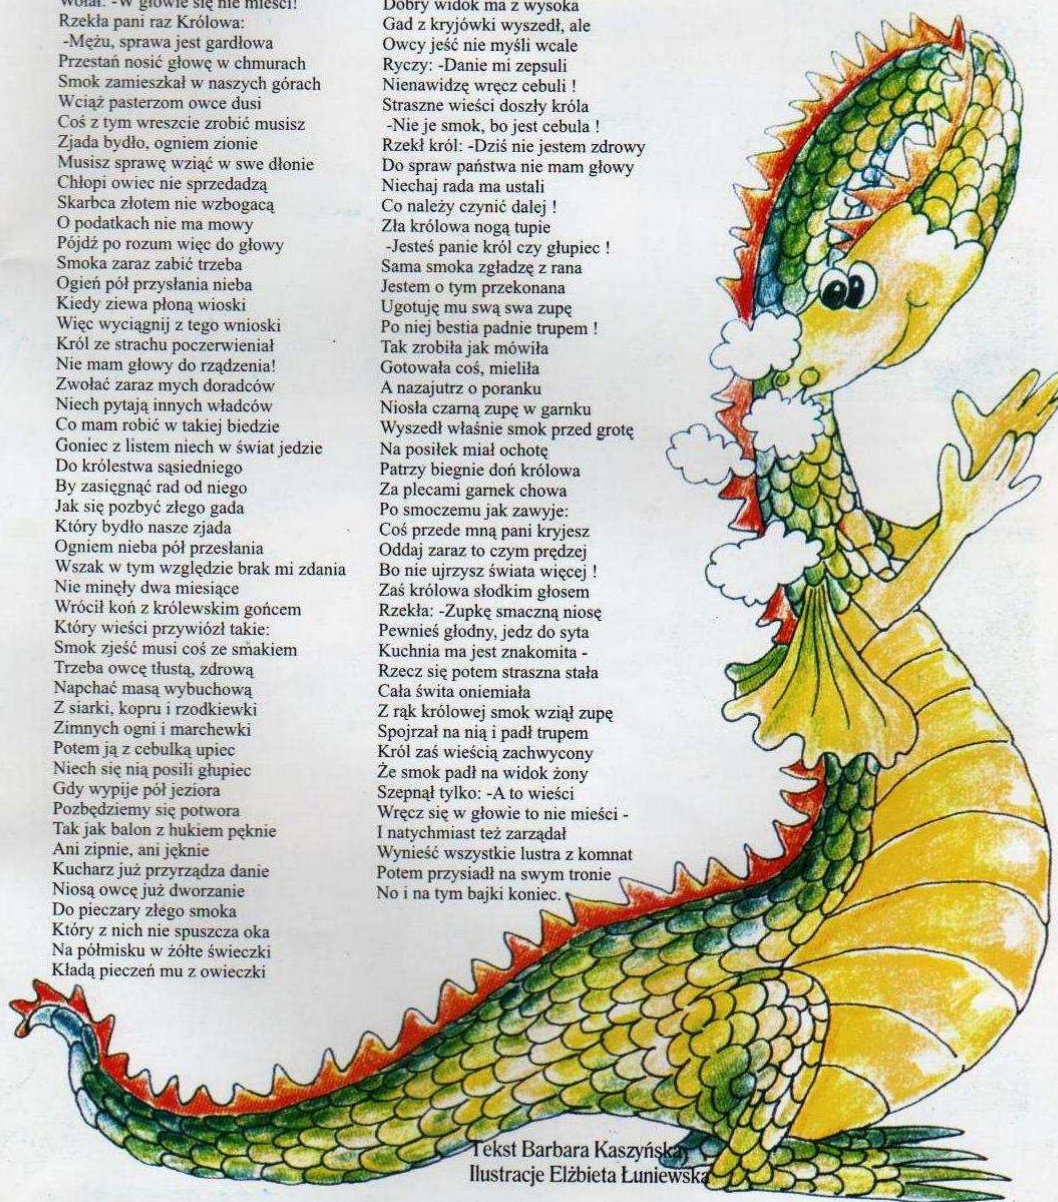 Wołał: -W głowie się nie mieści!
Rzekła pani raz Królowa:
-Mężu, sprawa jest gardłowa
Przestań nosić głowę w chmurach
Smok zamieszkał w naszych górach
Wciąż pasterzom owce dusi
Coś z tym wreszcie zrobić musisz
Zjada bydło, ogniem zionie
Musisz sprawę wziąć w swe dłonie
Chłopi owiec nie sprzedadzą
Skarbca złotem nie wzbogacą
O podatkach nie ma mowy
Pójdź po rozum więc do głowy
Smoka zaraz zabić trzeba
Ogień pół przysłania nieba
Kiedy ziewa płoną wioski
Więc wyciągnij z tego wnioski
Król ze strachu poczerwieniał
Nie mam głowy do rządzenia!
Zwołać zaraz mych doradców
Niech pytają innych władców
Co mam robić w takiej biedzie
Goniec z listem niech w świat jedzie
Do królestwa sąsiedniego
By zasięgnąć rad od niego
Jak się pozbyć złego gada
Który bydło nasze zjada
Ogniem nieba pół przesłania
Wszak w tym względzie brak mi zdania
Nie minęły dwa miesiące
Wrócił koń z królewskim gońcem
Który wieści przywiózł takie:
Smok zjeść musi coś ze smakiem
Trzeba owcę tłustą, zdrową
Napchać masą wybuchową
Z siarki, kopru i rzodkiewki
Zimnych ogni i marchewki
Potem ją z cebulką upiec
Niech się nią posili głupiec
Gdy wypije pół jeziora
Pozbędziemy się potwora
Tak jak balon z hukiem pęknie
Ani zipnie, ani jęknie
Kucharz już przyrządza danie
Niosą owcę już dworzanie
Do pieczary złego smoka
Który z nich nie spuszcza oka
Na półmisku w żółte świeczki
Kładą pieczeń mu z owieczki
Dobry widok ma z wysoka
Gad z kryjówki wyszedł, ale
Owcy jeść nie myśli wcale
Ryczy: -Danie mi zepsuli
Nienawidzę wręcz cebuli !
Straszne wieści doszły króla
-Nie je smok, bo jest cebula !
Rzekł król: -Dziś nie jestem zdrowy
Do spraw państwa nie mam głowy
Niechaj rada ma ustali
Co należy czynić dalej !
Zła królowa nogą tupie
-Jesteś panie król czy głupiec !
Sama smoka zgładzę z rana
Jestem o tym przekonana
Ugotuję mu swą swa zupę
Po niej bestia padnie trupem !
Tak zrobiła jak mówiła
Gotowała coś, mieliła
A nazajutrz o poranku
Niosła czarną zupę w garnku
Wyszedł właśnie smok przed grotę
Na posiłek miał ochotę
Patrzy biegnie doń królowa
Za plecami garnek chowa
Po smoczemu jak zawyje:
Coś przede mną pani kryjesz
Oddaj zaraz to czym prędzej
Bo nie ujrzysz świata więcej !
Zaś królowa słodkim głosem
Rzekła: -Zupkę smaczną niosę
Pewnieś głodny, jedz do syta
Kuchnia ma jest znakomita -
Rzecz się potem straszna stała
Cała świta oniemiała
Z rąk królowej smok wziął zupę
Spojrzał na nią i padł trupem
Król zaś wieścią zachwycony
Że smok padł na widok żony
Szepnął tylko: -A to wieści
Wręcz się w głowie to nie mieści -
I natychmiast też zarządał
Wynieść wszystkie lustra z komnat
Potem przysiadł na swym tronie
No i na tym bajki koniec.
Tekst Barbara Kaszyńska
Ilustracje Elżbieta Łuniewska